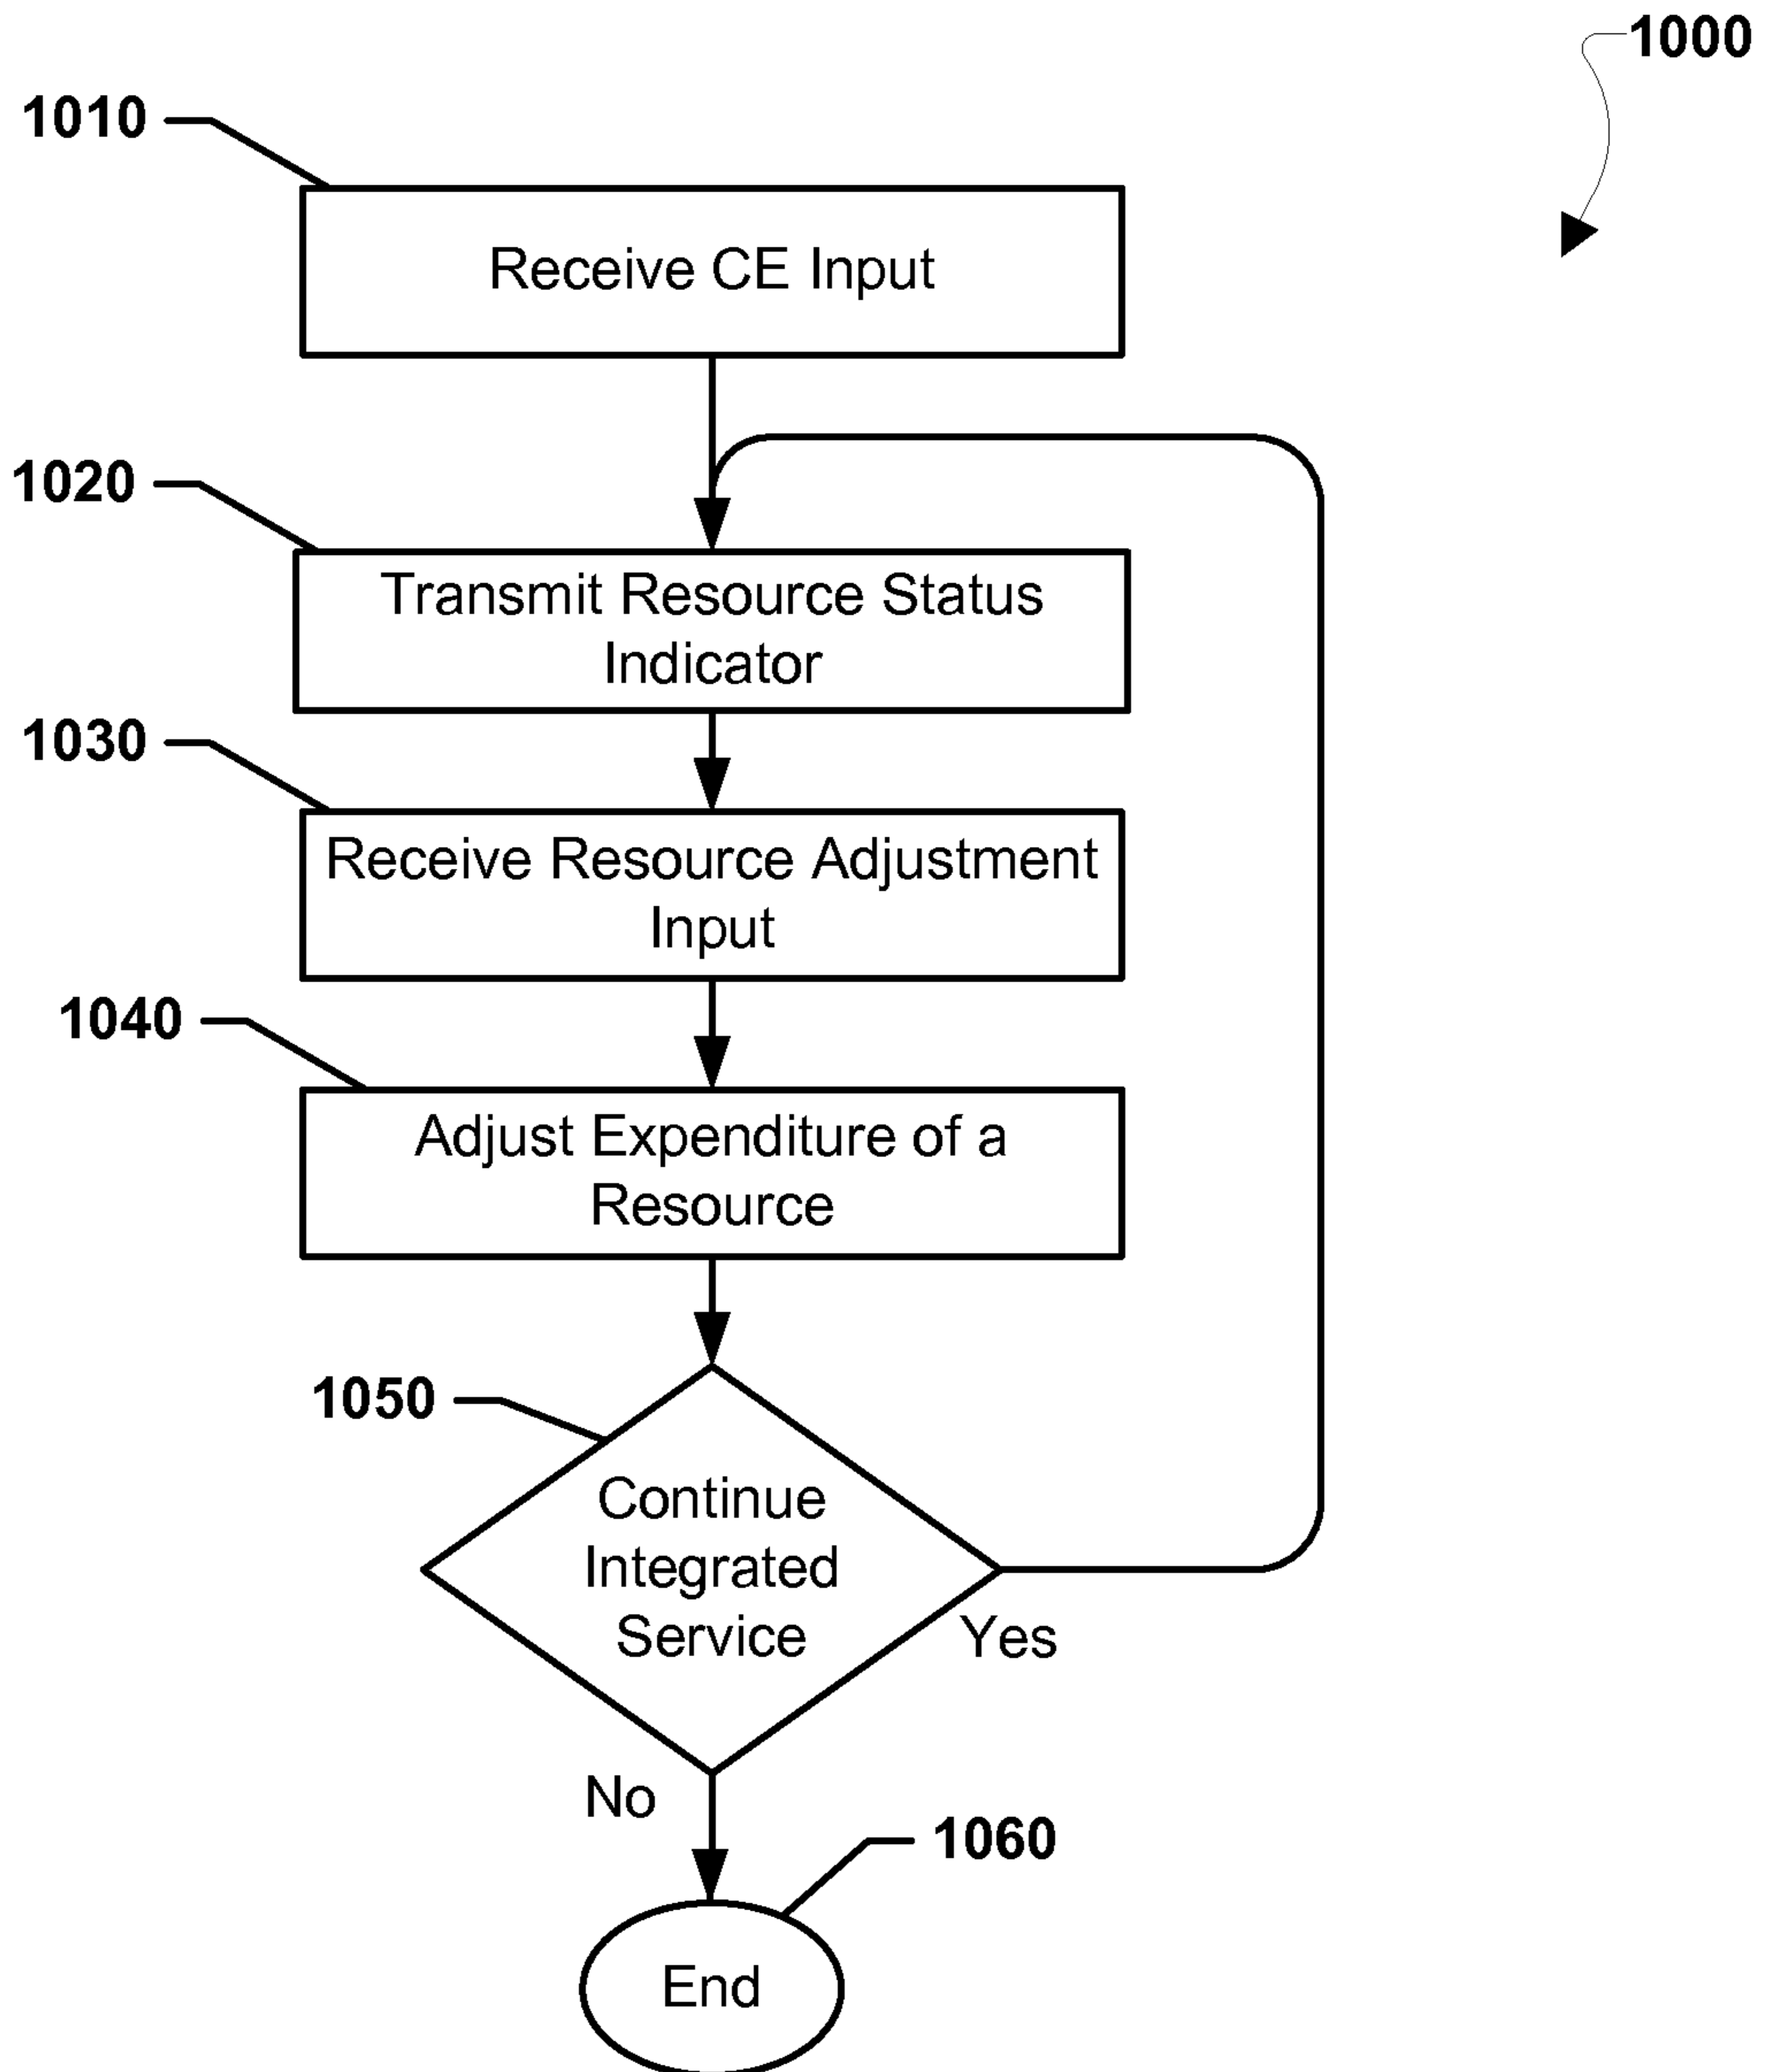 1000
1010
Receive CE Input
1020
Transmit Resource Status
Indicator
1030
Receive Resource Adjustment
Input
1040
Adjust Expenditure of a
Resource
1050
Continue
Integrated
Service
Yes
No
1060
End